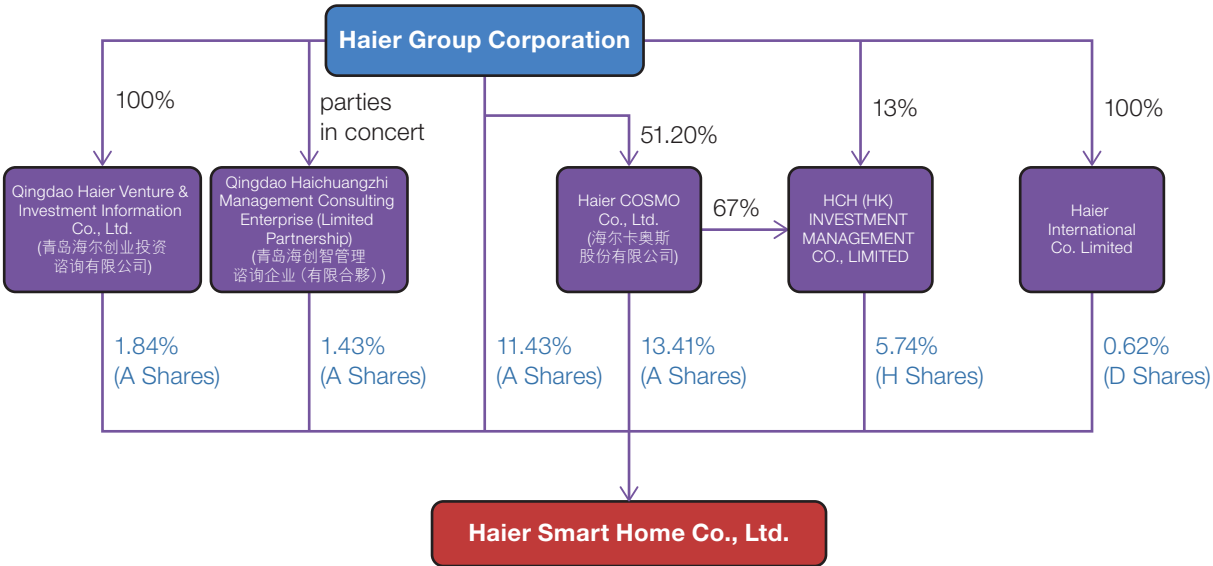 Haier Group Corporation
100%
parties
in concert
51.20%
13%
100%
Qingdao Haier Venture &
Investment Information
Co., Ltd.
(青岛海尔创业投资
谘询有限公司)
Qingdao Haichuangzhi
Management Consulting
Enterprise (Limited
Partnership)
(青岛海创智管理
谘询企业（有限合夥）)
Haier COSMO
Co., Ltd.
(海尔卡奥斯
股份有限公司)
67%
HCH (HK)
INVESTMENT
MANAGEMENT
CO., LIMITED
Haier
International
Co. Limited
1.84%
(A Shares)
1.43%
(A Shares)
11.43%
(A Shares)
13.41%
(A Shares)
5.74%
(H Shares)
0.62%
(D Shares)
Haier Smart Home Co., Ltd.